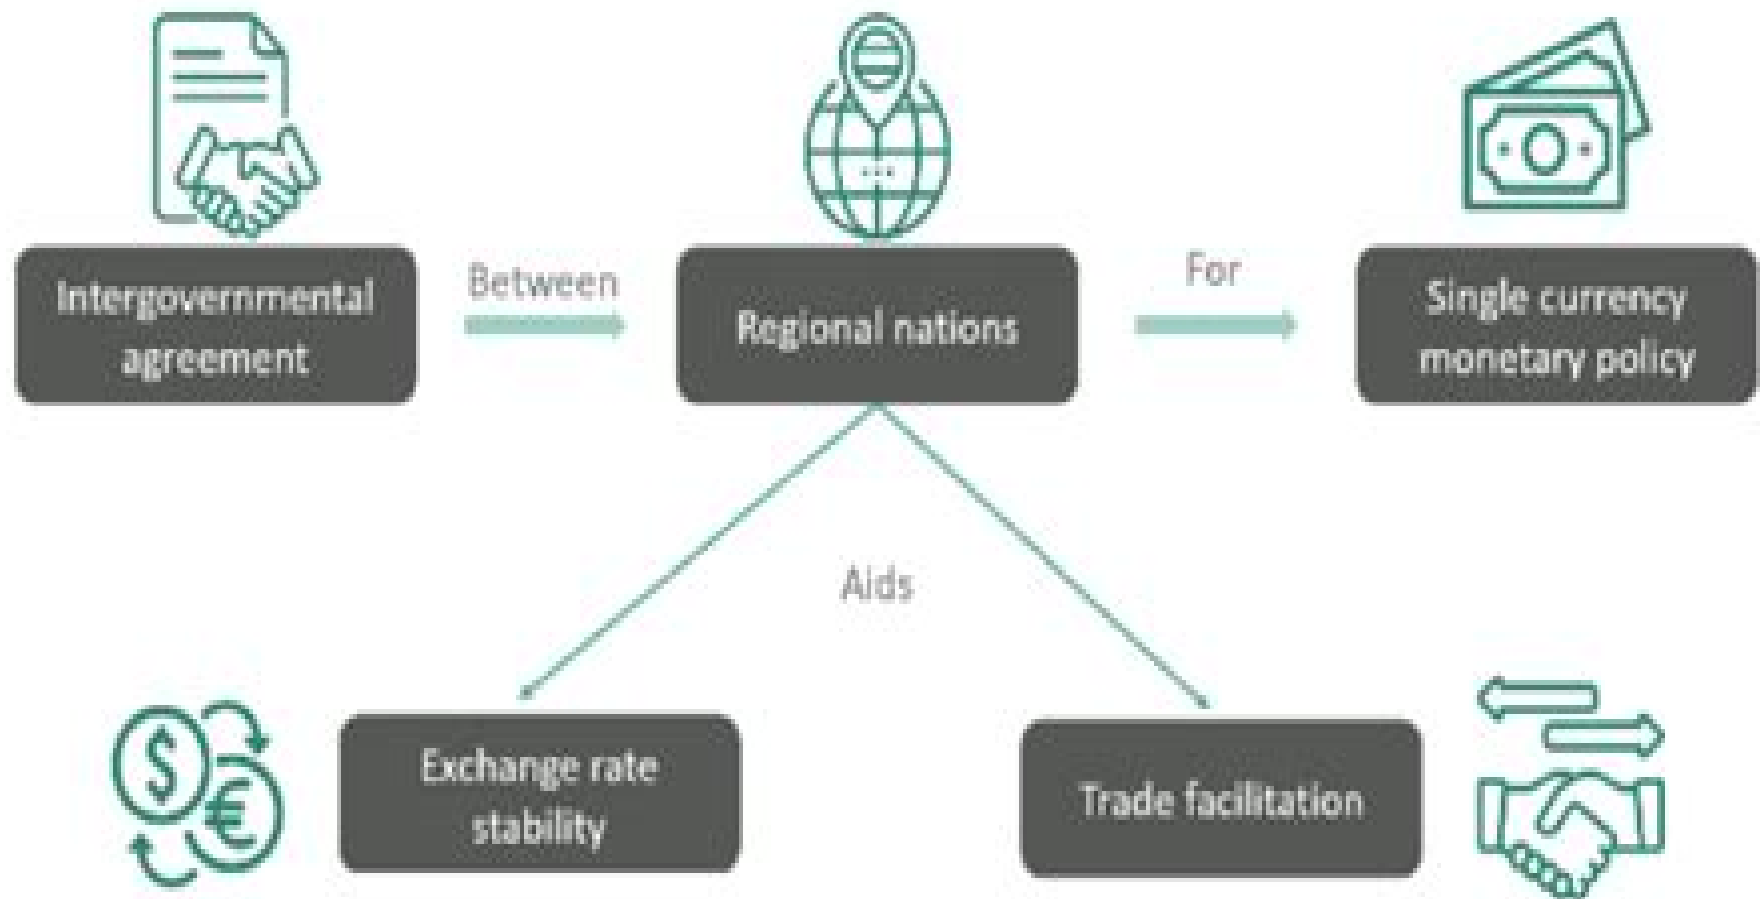 Intergovernmental
agreement
Between
Regional nations
For
Single currency
monetary policy
Aids
$
€
Exchange rate
stability
Trade facilitation